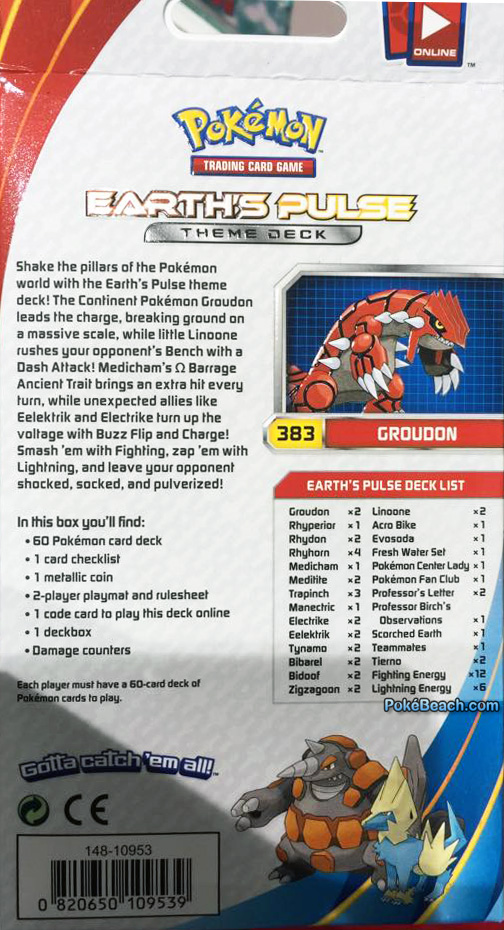 ONLINE
TM
POKéMON
TRADING CARD GAME
EARTH'S PULSE
THEME DECK
Shake the pillars of the Pokémon
world with the Earth's Pulse theme
deck! The Continent Pokémon Groudon
leads the charge, breaking ground on
a massive scale, while little Linoone
rushes your opponent's Bench with a
Dash Attack! Medicham's Ω Barrage
Ancient Trait brings an extra hit every
turn, while unexpected allies like
Eelektrik and Electrike turn up the
voltage with Buzz Flip and Charge!
Smash 'em with Fighting, zap 'em with
Lightning, and leave your opponent
shocked, socked, and pulverized!
383 GROUDON
In this box you'll find:
• 60 Pokémon card deck
• 1 card checklist
• 1 metallic coin
• 2-player playmat and rulesheet
• 1 code card to play this deck online
• 1 deckbox
• Damage counters
Each player must have a 60-card deck of
Pokémon cards to play.
EARTH'S PULSE DECK LIST
Groudon ×2 Linoone ×2
Rhyperior ×1 Acro Bike ×1
Rhydon ×2 Evosoda ×1
Rhyhorn ×4 Fresh Water Set ×1
Medicham ×1 Pokémon Center Lady ×1
Meditite ×2 Pokémon Fan Club ×1
Trapinch ×3 Professor's Letter ×2
Manectric ×1 Professor Birch's
Electrike ×2 Observations ×1
Eelektrik ×2 Scorched Earth ×1
Tynamo ×2 Teammates ×1
Bibarel ×2 Tierno ×2
Bidoof ×2 Fighting Energy ×12
Zigzagoon ×2 Lightning Energy ×6
PokéBeach.com
Gotta catch 'em all!
CE
148-10953
0 820650 109539